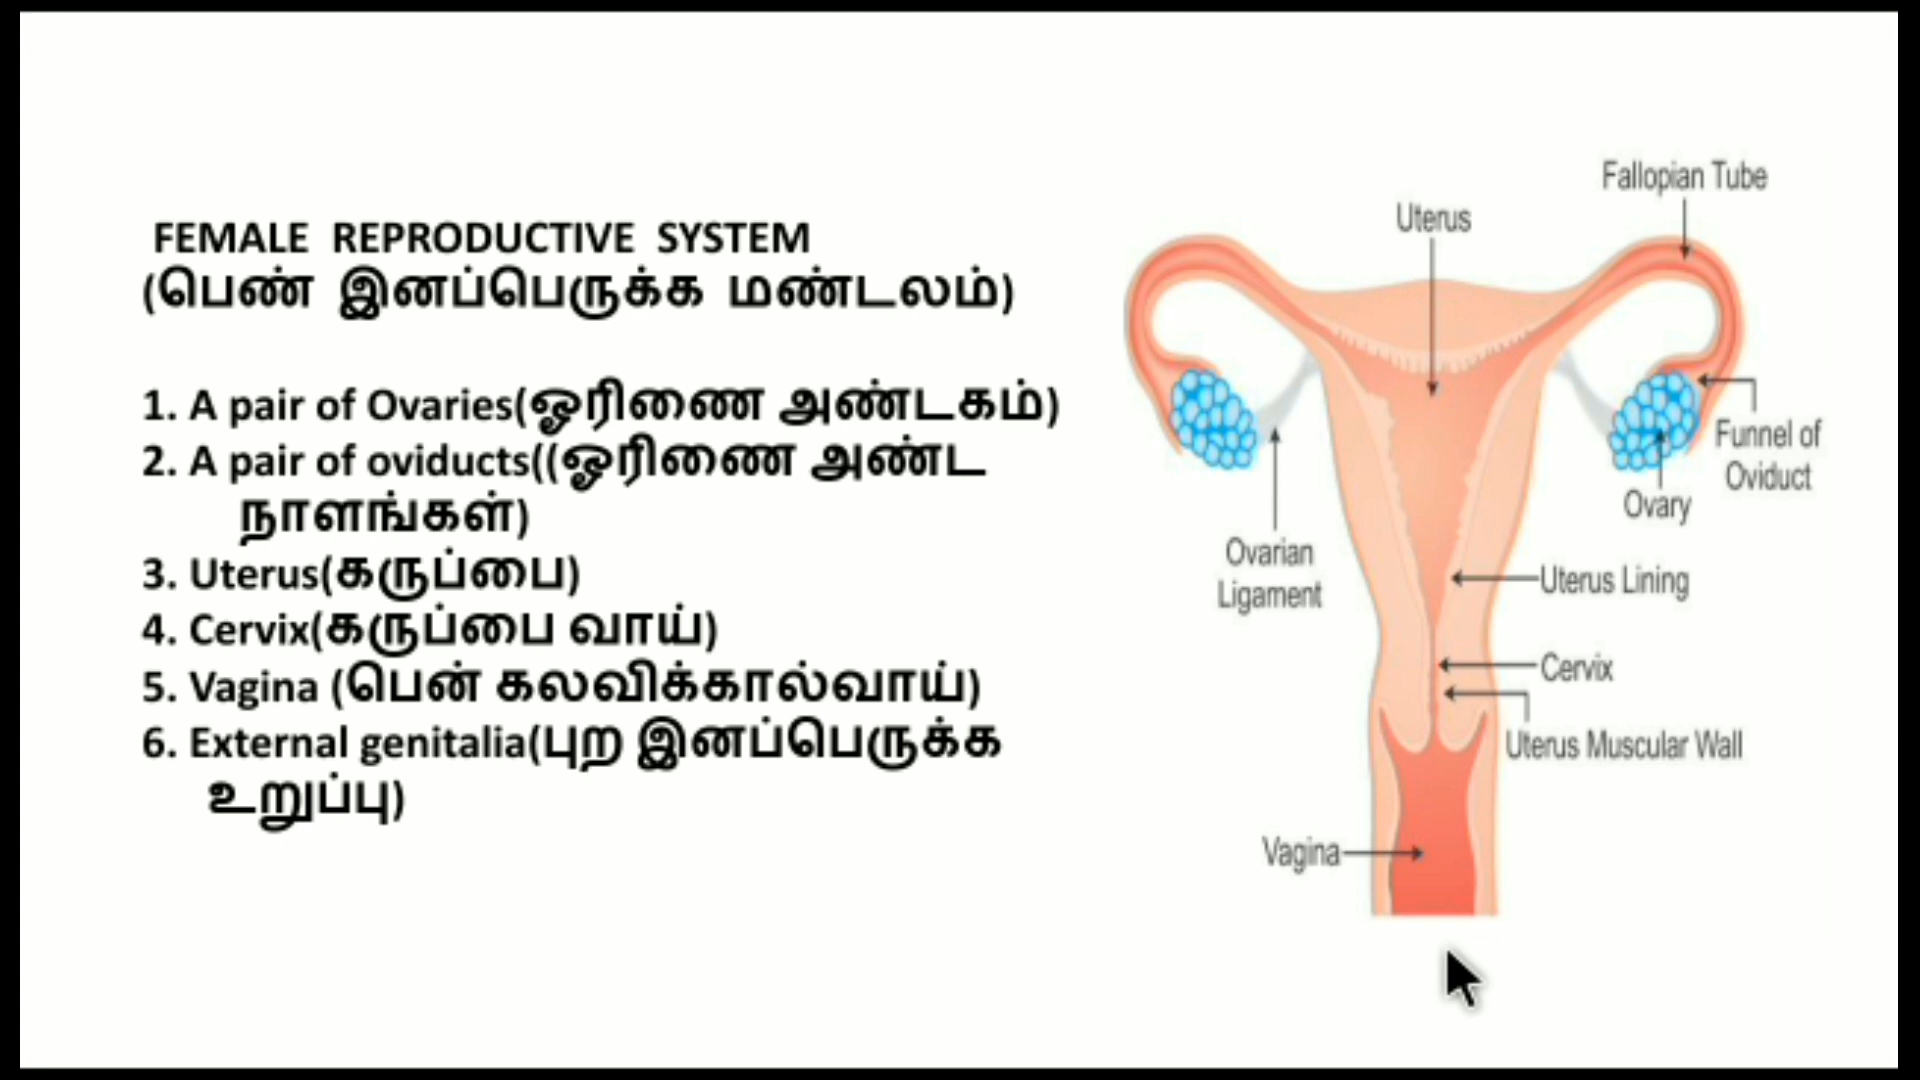 FEMALE REPRODUCTIVE SYSTEM
(பெண் இனப்பெருக்க மண்டலம்)
1. A pair of Ovaries(ஓரிணை அண்டகம்)
2. A pair of oviducts((ஓரிணை அண்ட
நாளங்கள்)
3. Uterus(கருப்பை)
4. Cervix(கருப்பை வாய்)
5. Vagina (பென் கலவிக்கால்வாய்)
6. External genitalia(புற இனப்பெருக்க
உறுப்பு)
Fallopian Tube
Uterus
Funnel of
Oviduct
Ovary
Ovarian
Ligament
Uterus Lining
Cervix
Uterus Muscular Wall
Vagina